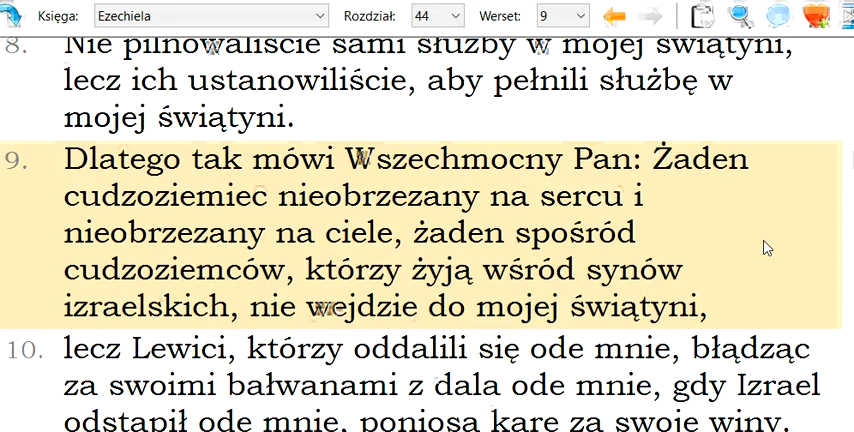 Księga: Ezechiela Rozdział: 44 Werset: 9
8. Nie pilnowaliście sami służby w mojej świątyni,
lecz ich ustanowiliście, aby pełnili służbę w
mojej świątyni.
9. Dlatego tak mówi Wszechmocny Pan: Żaden
cudzoziemiec nieobrzezany na sercu i
nieobrzezany na ciele, żaden spośród
cudzoziemców, którzy żyją wśród synów
izraelskich, nie wejdzie do mojej świątyni,
10. lecz Lewici, którzy oddalili się ode mnie, błądząc
za swoimi bałwanami z dala ode mnie, gdy Izrael
odstąpił ode mnie, poniosą karę za swoje winy.